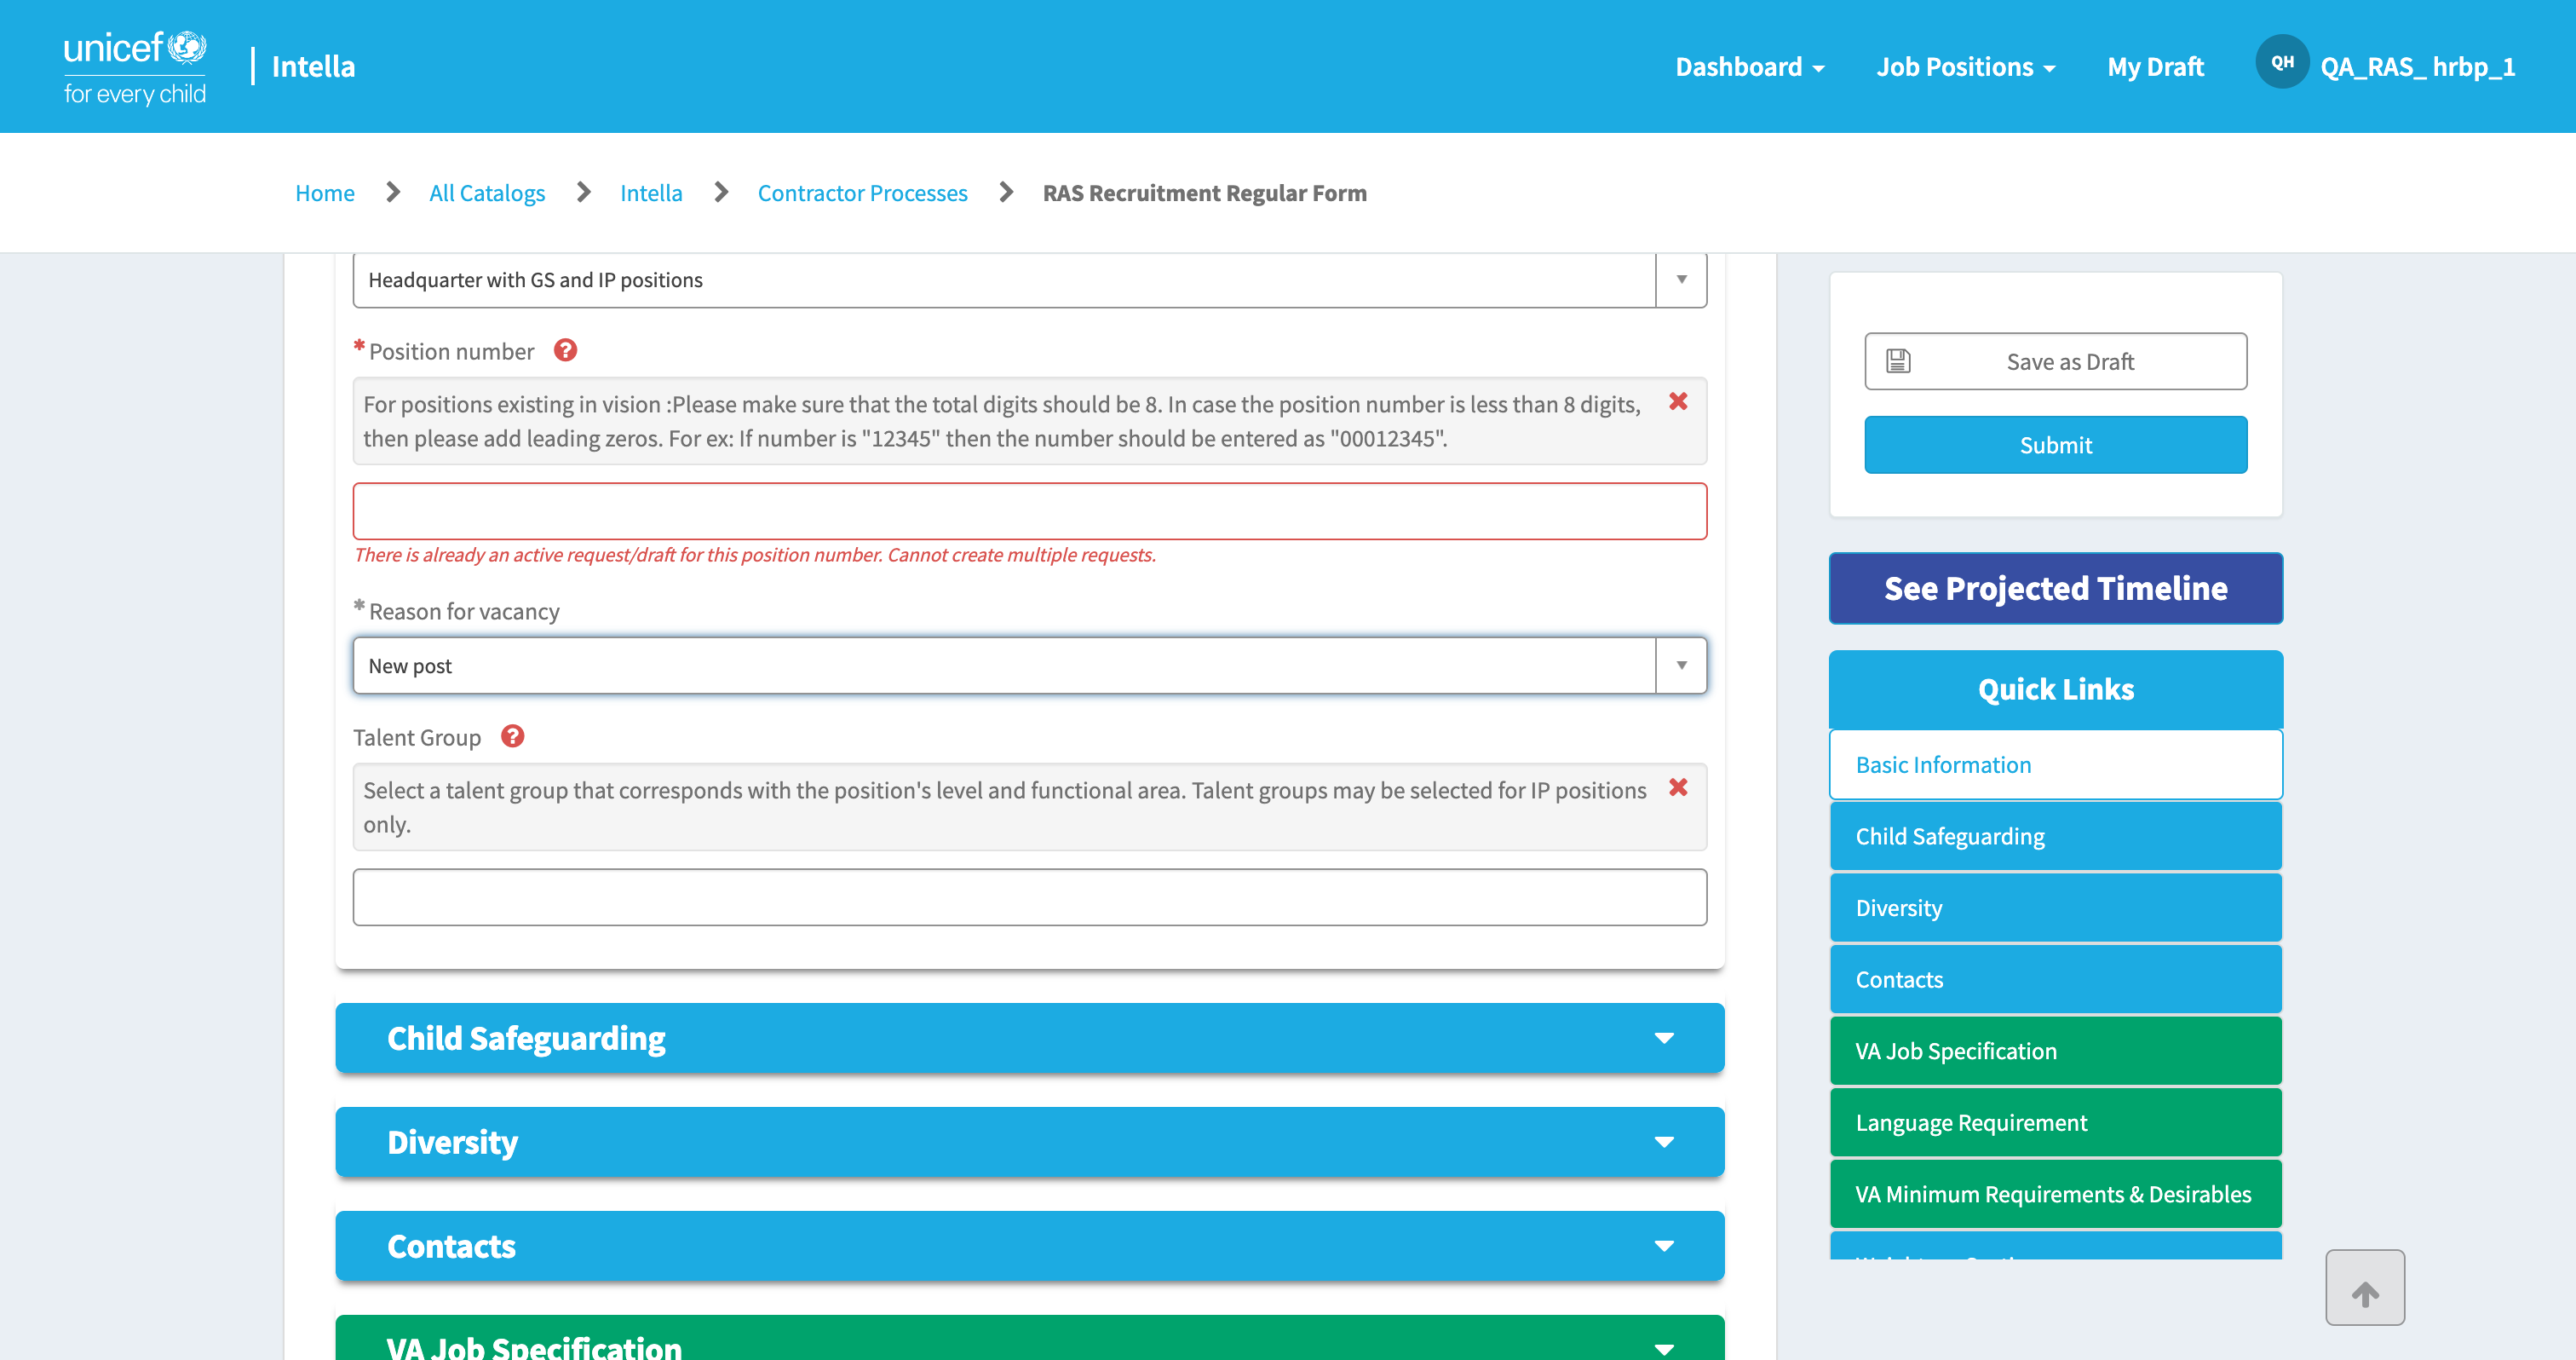 unicef
for every child
Intella
Dashboard
Job Positions
My Draft
QH
QA_RAS_ hrbp_1
Home
All Catalogs
Intella
Contractor Processes
RAS Recruitment Regular Form
Headquarter with GS and IP positions
* Position number
For positions existing in vision :Please make sure that the total digits should be 8. In case the position number is less than 8 digits,
then please add leading zeros. For ex: If number is "12345" then the number should be entered as "00012345".
There is already an active request/draft for this position number. Cannot create multiple requests.
* Reason for vacancy
New post
Talent Group
Select a talent group that corresponds with the position's level and functional area. Talent groups may be selected for IP positions
only.
Child Safeguarding
Diversity
Contacts
VA Job Specification
Save as Draft
Submit
See Projected Timeline
Quick Links
Basic Information
Child Safeguarding
Diversity
Contacts
VA Job Specification
Language Requirement
VA Minimum Requirements & Desirables